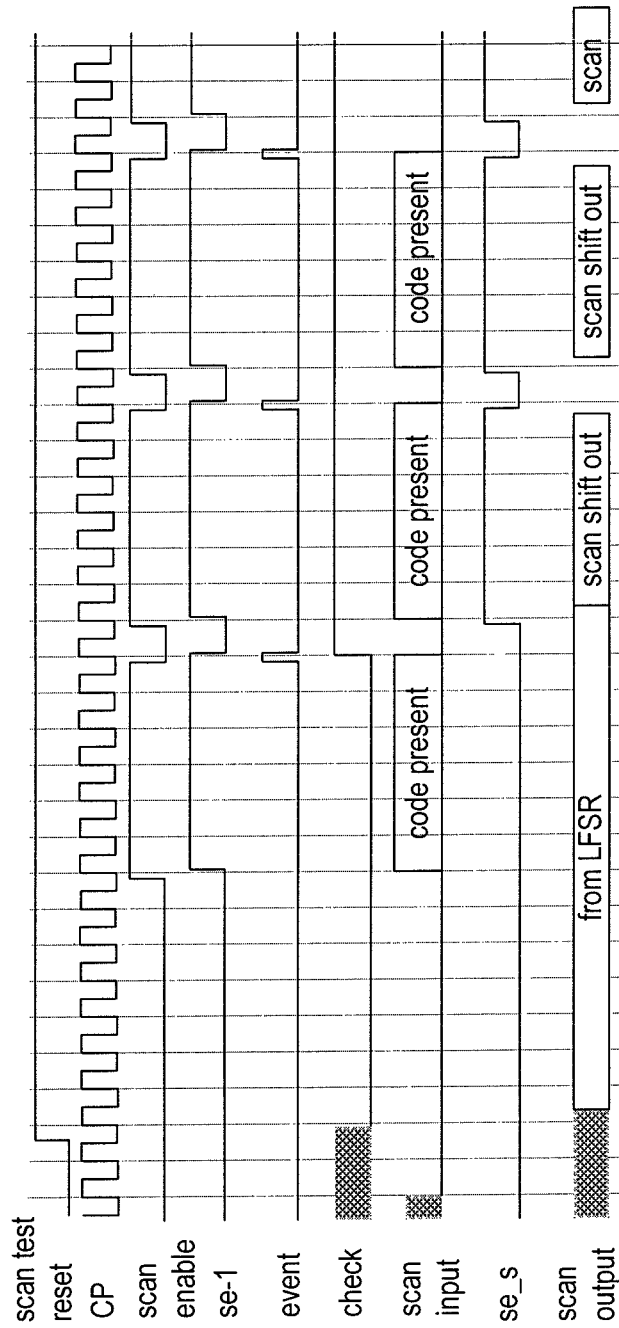 scan test
reset
CP
scan
enable
se-1
event
check
scan
input
code present
code present
code present
se_s
scan
output
from LFSR
scan shift out
scan shift out
scan